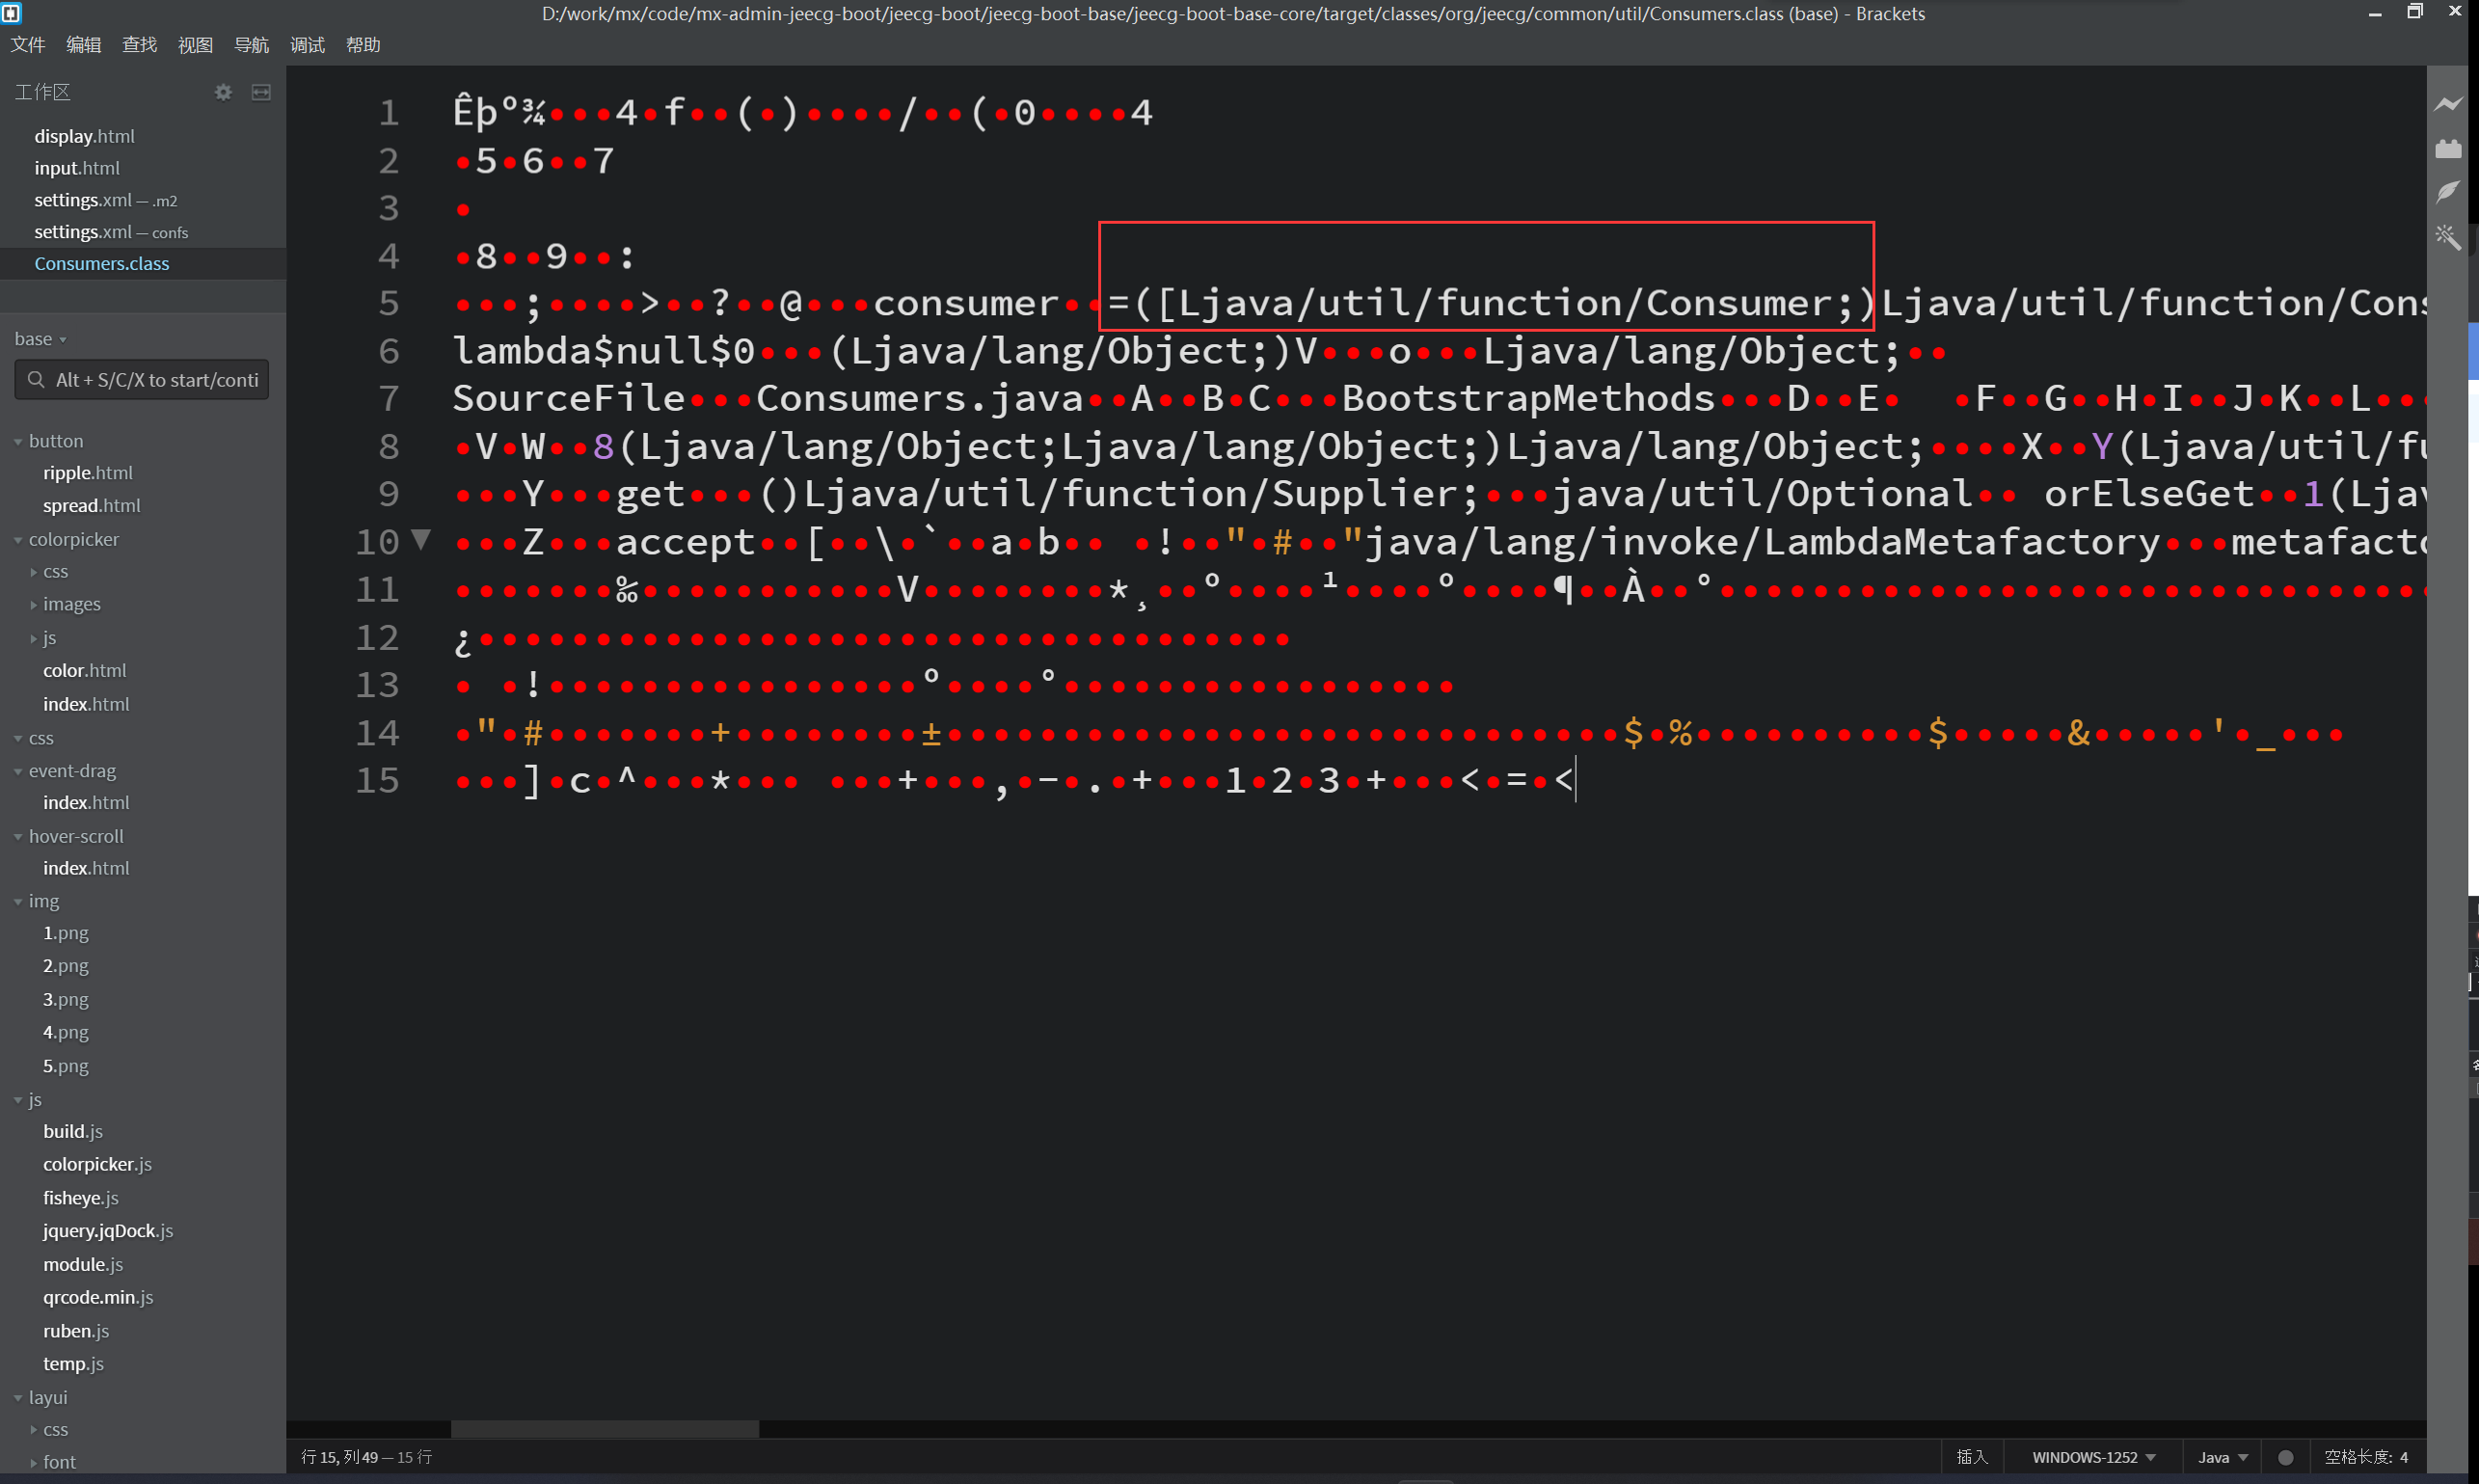 D:/work/mx/code/mx-admin-jeecg-boot/jeecg-boot/jeecg-boot-base/jeecg-boot-base-core/target/classes/org/jeecg/common/util/Consumers.class (base) - Brackets
文件 编辑 查找 视图 导航 调试 帮助
工作区
display.html
input.html
settings.xml — .m2
settings.xml — confs
Consumers.class
base
Alt + S/C/X to start/conti
button
ripple.html
spread.html
colorpicker
css
images
js
color.html
index.html
css
event-drag
index.html
hover-scroll
index.html
img
1.png
2.png
3.png
4.png
5.png
js
build.js
colorpicker.js
fisheye.js
jquery.jqDock.js
module.js
qrcode.min.js
ruben.js
temp.js
layui
css
font
1 Êþº¾•••4•f••(•)••••/••(•0••••4
2 •5•6••7
3 •
4 •8••9••:
5 •••;••••>••?••@•••consumer••=([Ljava/util/function/Consumer;)Ljava/util/function/Cons
6 lambda$null$0•••(Ljava/lang/Object;)V•••o•••Ljava/lang/Object;••
7 SourceFile•••Consumers.java••A••B•C•••BootstrapMethods•••D••E• •F••G••H•I••J•K••L•••
8 •V•W••8(Ljava/lang/Object;Ljava/lang/Object;)Ljava/lang/Object;••••X••Y(Ljava/util/fu
9 •••Y•••get•••()Ljava/util/function/Supplier;•••java/util/Optional•• orElseGet••1(Ljav
10 •••Z•••accept••[••\•`••a•b•• •!••"•#••"java/lang/invoke/LambdaMetafactory•••metafacto
11 •••••••‰•••••••••••V••••••••*¸••º••••¹••••º••••¶••À••°•••••••••••••••••••••••••••••••
12 ¿•••••••••••••••••••••••••••••••••••
13 • •!••••••••••••••••º••••°•••••••••••••••••
14 •"•#•••••••+••••••••±•••••••••••••••••••••••••••••$•%••••••••••$•••••&•••••'•_•••
15 •••]•c•^•••*••• •••+•••,•-•.•+•••1•2•3•+•••<•=•<
行 15, 列 49 — 15 行
插入 WINDOWS-1252 Java 空格长度: 4